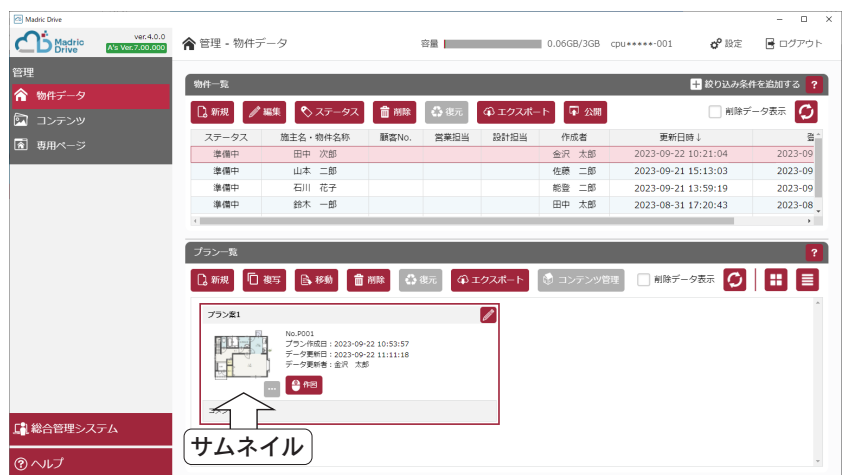 Madric Drive
Madric Drive
ver.4.0.0
A's Ver.7.00.000
管理 - 物件データ
容量
0.06GB/3GB
cpu*****-001
設定
ログアウト
管理
物件データ
コンテンツ
専用ページ
総合管理システム
ヘルプ
物件一覧
絞り込み条件を追加する
?
新規
編集
ステータス
削除
復元
エクスポート
公開
削除データ表示
ステータス 施主名・物件名称 顧客No. 営業担当 設計担当 作成者 更新日時↓
準備中 田中 次郎 金沢 太郎 2023-09-22 10:21:04 2023-09
準備中 山本 二郎 佐藤 二郎 2023-09-21 15:13:03 2023-09
準備中 石川 花子 能登 二郎 2023-09-21 13:59:19 2023-09
準備中 鈴木 一郎 田中 太郎 2023-08-31 17:20:43 2023-08
プラン一覧
?
新規
複写
移動
削除
復元
エクスポート
コンテンツ管理
削除データ表示
プラン案1
No.P001
プラン作成日：2023-09-22 10:53:57
データ更新日：2023-09-22 11:11:18
データ更新者：金沢 太郎
作図
サムネイル